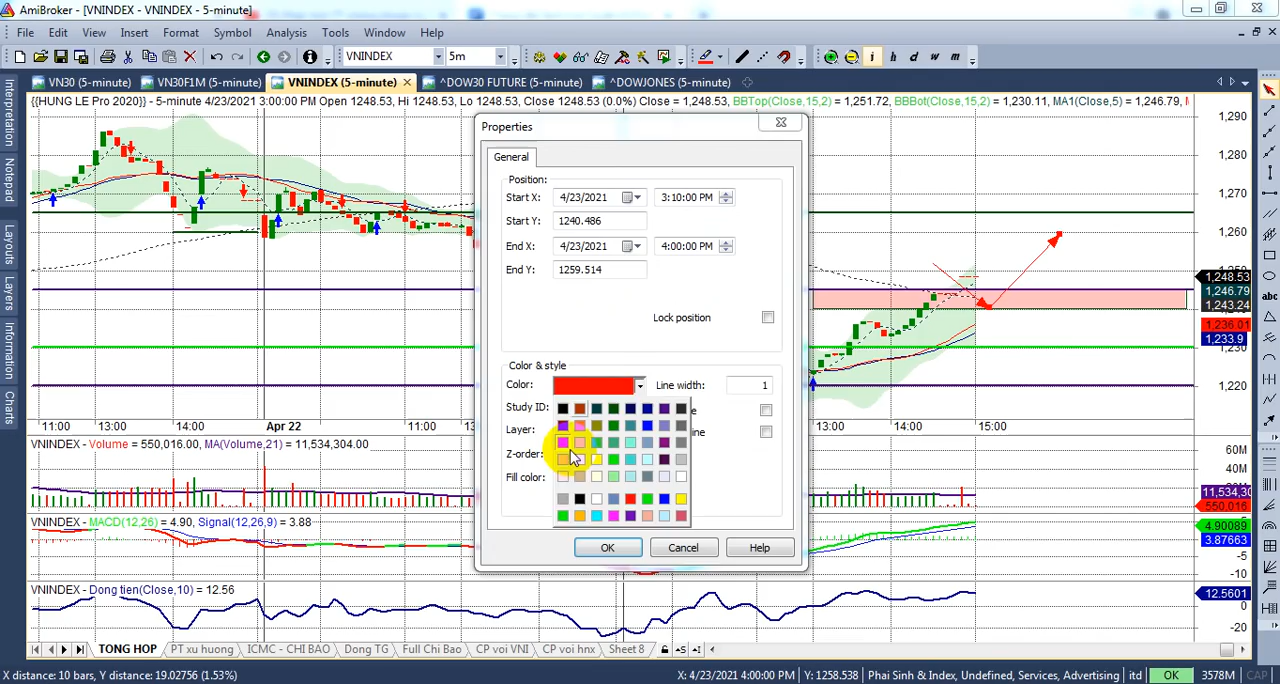 AmiBroker - [VNINDEX - VNINDEX - 5-minute]
File Edit View Insert Format Symbol Analysis Tools Window Help
VNINDEX 5m i h d w m
VN30 (5-minute) VN30F1M (5-minute) VNINDEX (5-minute) ^DOW30 FUTURE (5-minute) ^DOWJONES (5-minute)
{{HUNG LE Pro 2020}} - 5-minute 4/23/2021 3:00:00 PM Open 1248.53, Hi 1248.53, Lo 1248.53, Close 1248.53 (0.0%) Close = 1,248.53, BBTop(Close,15,2) = 1,251.72, BBBot(Close,15,2) = 1,230.11, MA1(Close,5) = 1,246.79,
Interpretation
Notepad
Layouts
Layers
Information
Charts
abc
1,290
1,280
1,270
1,260
1,248.53
1,246.79
1,243.24
1,236.01
1,233.9
1,230
1,220
Properties
General
Position:
Start X: 4/23/2021 3:10:00 PM
Start Y: 1240.486
End X: 4/23/2021 4:00:00 PM
End Y: 1259.514
Lock position
Color & style
Color: Line width: 1
Study ID:
Layer:
Z-order:
Fill color:
OK Cancel Help
11:00 13:00 14:00 Apr 22 11:00 13:00 14:00 15:00
VNINDEX - Volume = 550,016.00, MA(Volume,21) = 11,534,304.00
60M
40M
20M
11,534,30
550,016
VNINDEX - MACD(12,26) = 4.90, Signal(12,26,9) = 3.88
4.90089
3.87663
-5
-10
VNINDEX - Dong tien(Close,10) = 12.56
12.5601
0
-20
TONG HOP PT xu huong ICMC - CHI BAO Dong TG Full Chi Bao CP voi VNI CP voi hnx Sheet 8
X distance: 10 bars, Y distance: 19.02756 (1.53%) X: 4/23/2021 4:00:00 PM Y: 1258.538 Phai Sinh & Index, Undefined, Services, Advertising itd OK 3578M CAP